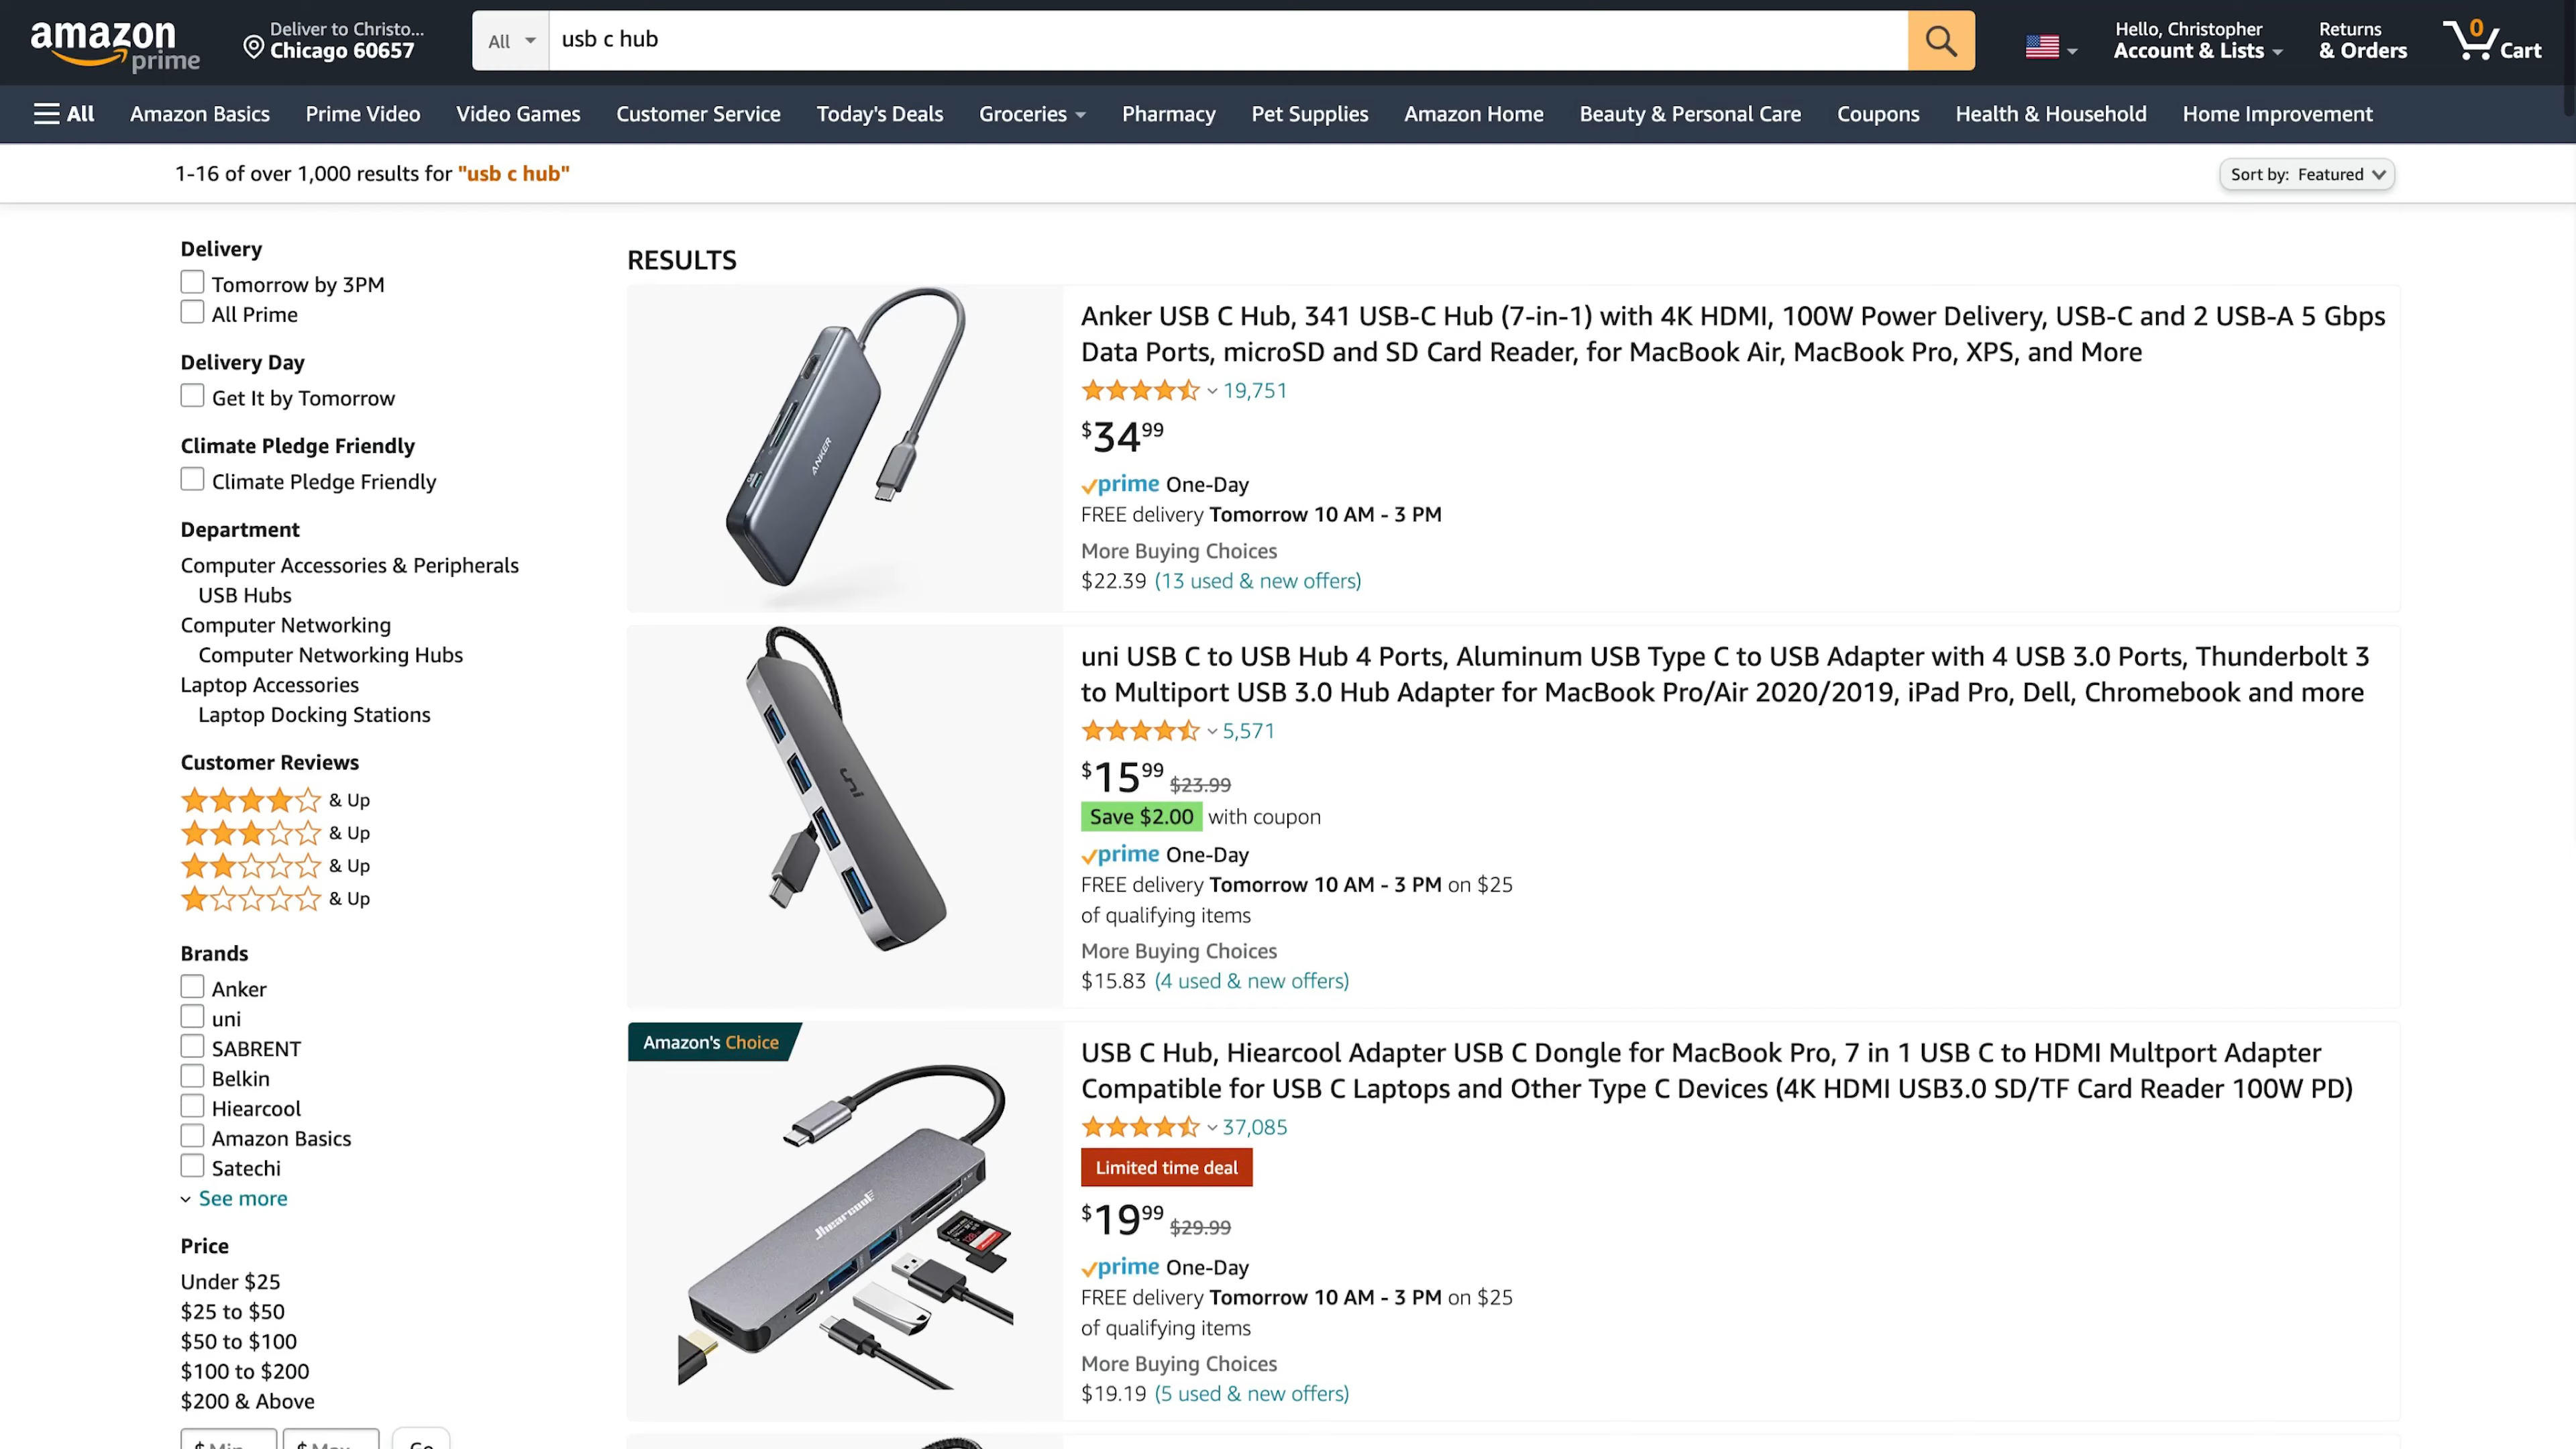 amazon prime
Deliver to Christo...
Chicago 60657
All
usb c hub
Hello, Christopher
Account & Lists
Returns
& Orders
0
Cart
All
Amazon Basics
Prime Video
Video Games
Customer Service
Today's Deals
Groceries
Pharmacy
Pet Supplies
Amazon Home
Beauty & Personal Care
Coupons
Health & Household
Home Improvement
1-16 of over 1,000 results for "usb c hub"
Sort by: Featured
Delivery
Tomorrow by 3PM
All Prime
Delivery Day
Get It by Tomorrow
Climate Pledge Friendly
Climate Pledge Friendly
Department
Computer Accessories & Peripherals
USB Hubs
Computer Networking
Computer Networking Hubs
Laptop Accessories
Laptop Docking Stations
Customer Reviews
& Up
& Up
& Up
& Up
Brands
Anker
uni
SABRENT
Belkin
Hiearcool
Amazon Basics
Satechi
See more
Price
Under $25
$25 to $50
$50 to $100
$100 to $200
$200 & Above
RESULTS
ANKER
Anker USB C Hub, 341 USB-C Hub (7-in-1) with 4K HDMI, 100W Power Delivery, USB-C and 2 USB-A 5 Gbps
Data Ports, microSD and SD Card Reader, for MacBook Air, MacBook Pro, XPS, and More
19,751
$34.99
prime One-Day
FREE delivery Tomorrow 10 AM - 3 PM
More Buying Choices
$22.39 (13 used & new offers)
uni
uni USB C to USB Hub 4 Ports, Aluminum USB Type C to USB Adapter with 4 USB 3.0 Ports, Thunderbolt 3
to Multiport USB 3.0 Hub Adapter for MacBook Pro/Air 2020/2019, iPad Pro, Dell, Chromebook and more
5,571
$15.99 $23.99
Save $2.00 with coupon
prime One-Day
FREE delivery Tomorrow 10 AM - 3 PM on $25
of qualifying items
More Buying Choices
$15.83 (4 used & new offers)
Amazon's Choice
Hiearcool
USB C Hub, Hiearcool Adapter USB C Dongle for MacBook Pro, 7 in 1 USB C to HDMI Multport Adapter
Compatible for USB C Laptops and Other Type C Devices (4K HDMI USB3.0 SD/TF Card Reader 100W PD)
37,085
Limited time deal
$19.99 $29.99
prime One-Day
FREE delivery Tomorrow 10 AM - 3 PM on $25
of qualifying items
More Buying Choices
$19.19 (5 used & new offers)